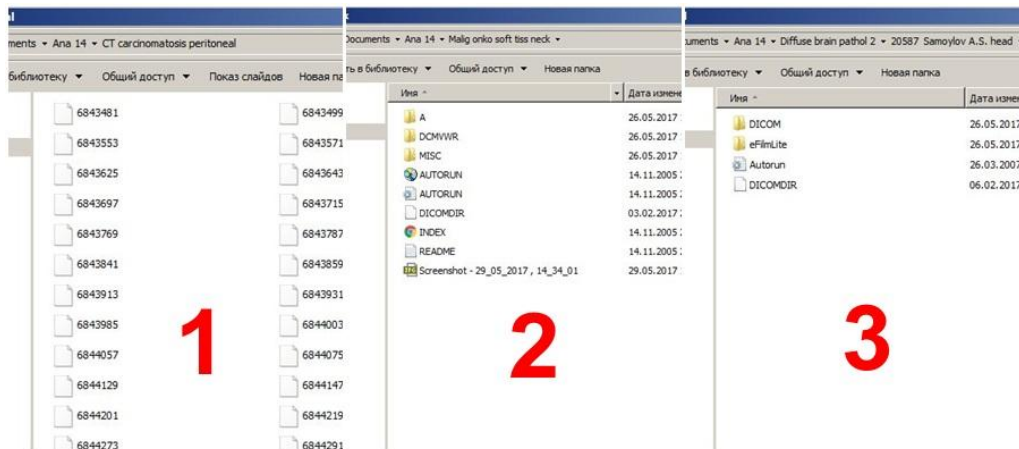 ments ▾ Ana 14 ▾ CT carcinomatosis peritoneal
библиотеку ▾ Общий доступ ▾ Показ слайдов Новая па
6843481 6843499
6843553 6843571
6843625 6843643
6843697 6843715
6843769 6843787
6843841 6843859
6843913 6843931
6843985 6844003
6844057 6844075
6844129 6844147
6844201 6844219
6844273 6844291
1
Documents ▾ Ana 14 ▾ Malig onko soft tiss neck ▾
ть в библиотеку ▾ Общий доступ ▾ Новая папка
Имя Дата измене
A 26.05.2017
DCMVWR 26.05.2017
MISC 26.05.2017
AUTORUN 14.11.2005
AUTORUN 14.11.2005
DICOMDIR 03.02.2017
INDEX 14.11.2005
README 14.11.2005
Screenshot - 29_05_2017 , 14_34_01 29.05.2017
2
uments ▾ Ana 14 ▾ Diffuse brain pathol 2 ▾ 20587 Samoylov A.S. head
в библиотеку ▾ Общий доступ ▾ Новая папка
Имя Дата измен
DICOM 26.05.2017
eFilmLite 26.05.2017
Autorun 26.03.2007
DICOMDIR 06.02.2017
3